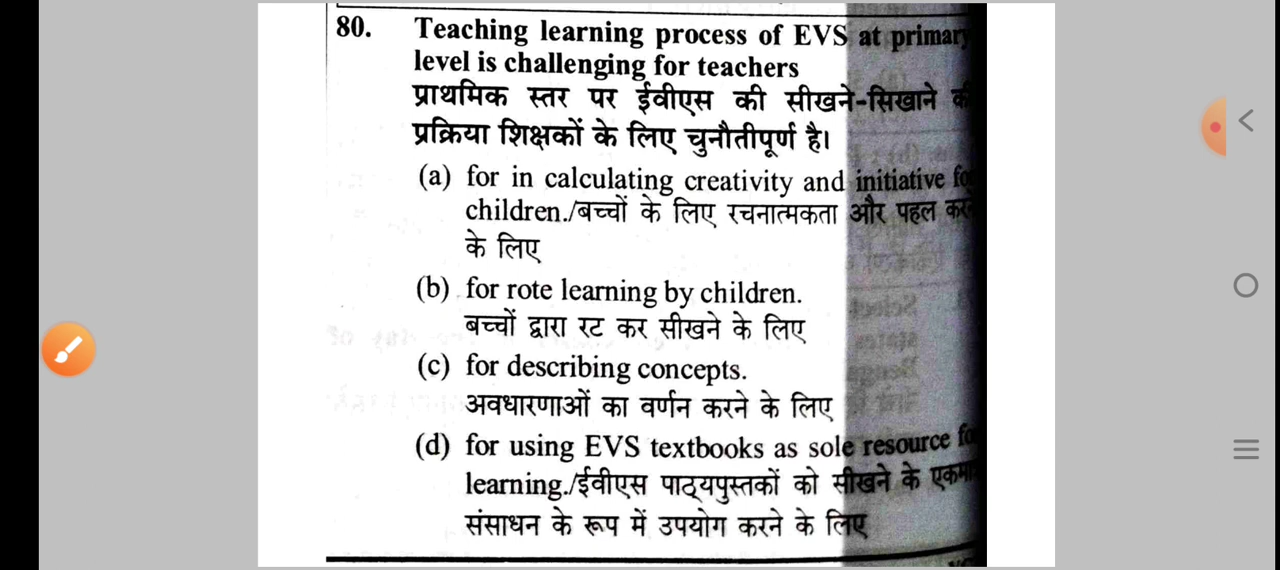 80. Teaching learning process of EVS at primary
level is challenging for teachers
प्राथमिक स्तर पर ईवीएस की सीखने-सिखाने की
प्रक्रिया शिक्षकों के लिए चुनौतीपूर्ण है।
(a) for in calculating creativity and initiative
children./बच्चों के लिए रचनात्मकता और पहल
के लिए
(b) for rote learning by children.
बच्चों द्वारा रट कर सीखने के लिए
(c) for describing concepts.
अवधारणाओं का वर्णन करने के लिए
(d) for using EVS textbooks as sole resource
learning./ईवीएस पाठ्यपुस्तकों को सीखने के
संसाधन के रूप में उपयोग करने के लिए